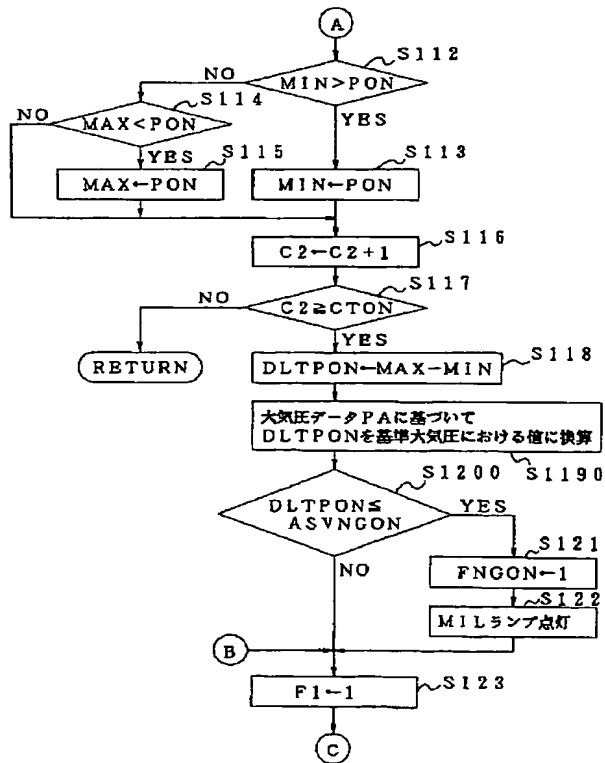 A
S112
MIN>PON
NO
YES
S114
MAX<PON
NO
YES
S115
MAX←PON
S113
MIN←PON
S116
C2←C2+1
S117
C2≧CTON
NO
YES
RETURN
S118
DLTPON←MAX−MIN
大気圧データPAに基づいて
DLTPONを基準大気圧における値に換算
S1190
S1200
DLTPON≦
ASVNGON
YES
NO
S121
FNGON←1
S122
MILランプ点灯
B
S123
F1←1
C